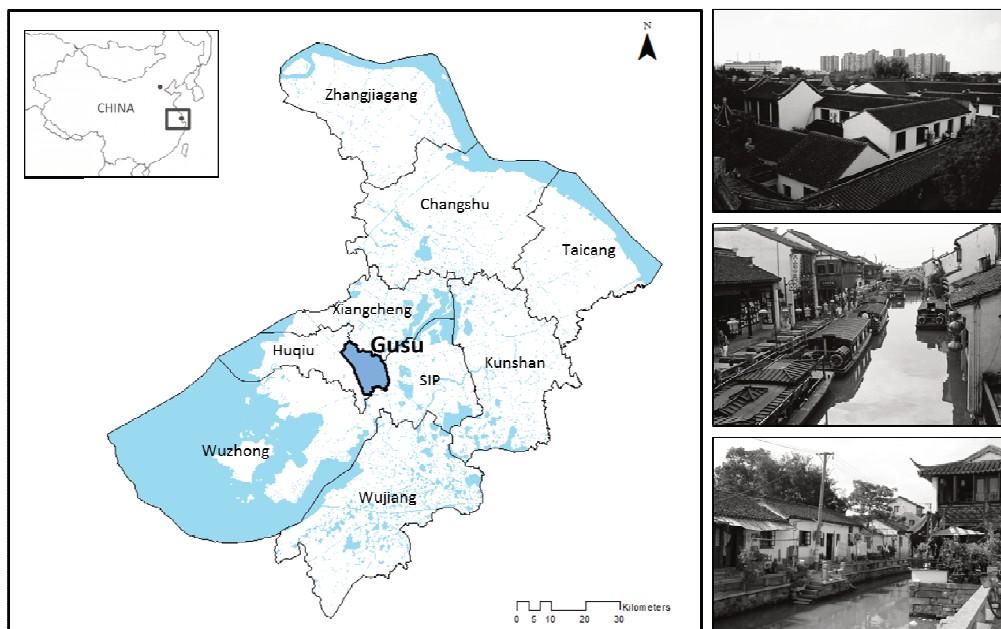 N
CHINA
Zhangjiagang
Changshu
Taicang
Xiangcheng
Huqiu
Gusu
SIP
Kunshan
Wuzhong
Wujiang
Kilometers
0 5 10 20 30